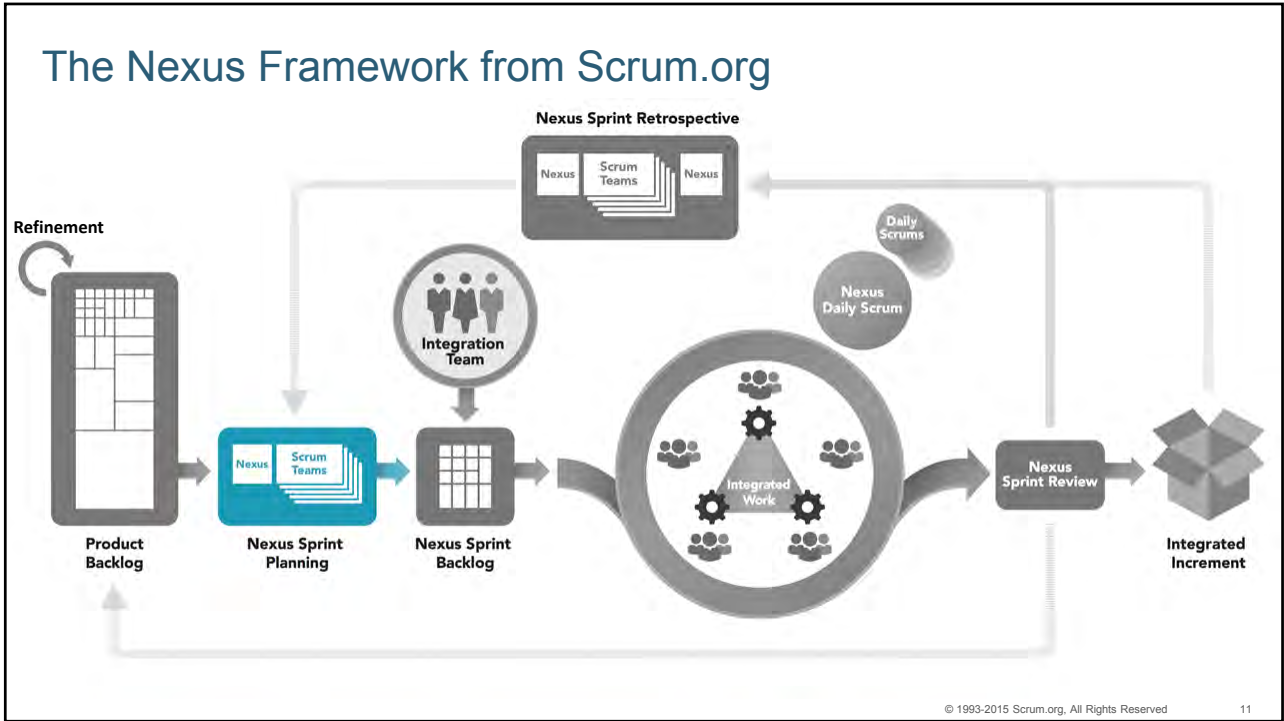 The Nexus Framework from Scrum.org
Nexus Sprint Retrospective
Nexus
Scrum
Teams
Nexus
Refinement
Daily
Scrums
Nexus
Daily Scrum
Integration
Team
Nexus
Scrum
Teams
Integrated
Work
Nexus
Sprint Review
Product
Backlog
Nexus Sprint
Planning
Nexus Sprint
Backlog
Integrated
Increment
© 1993-2015 Scrum.org, All Rights Reserved
11